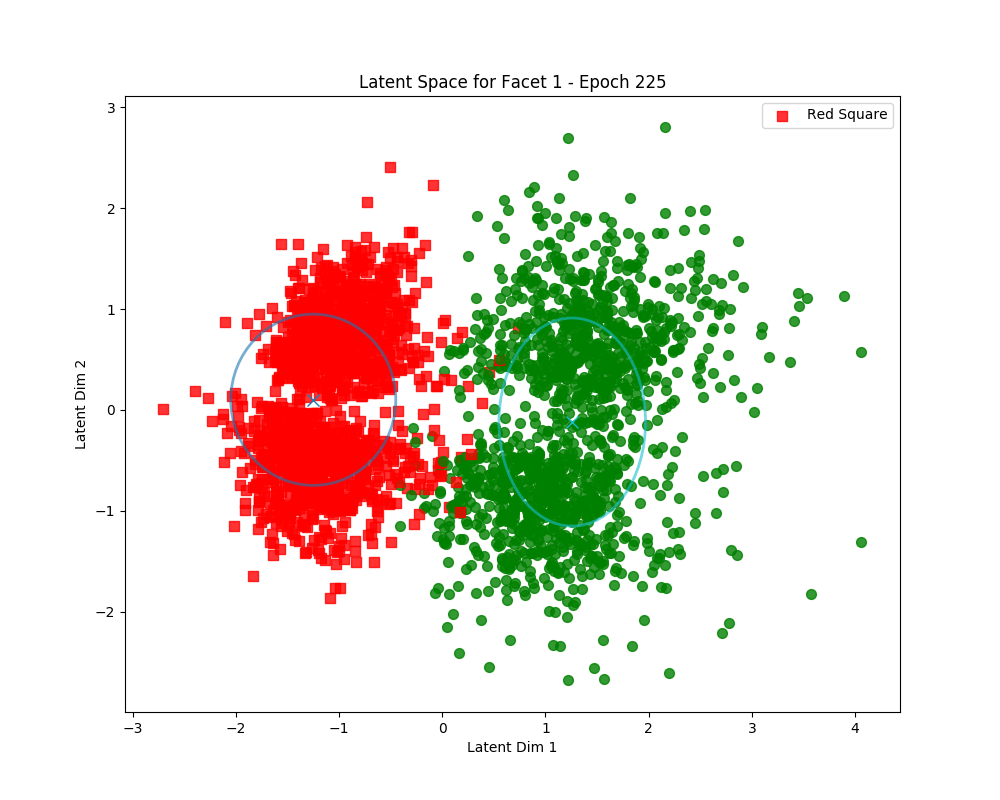 Latent Space for Facet 1 - Epoch 225
Red Square
3
2
1
0
−1
−2
Latent Dim 2
−3 −2 −1 0 1 2 3 4
Latent Dim 1